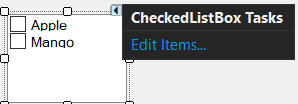 Apple
Mango
CheckedListBox Tasks
Edit Items...